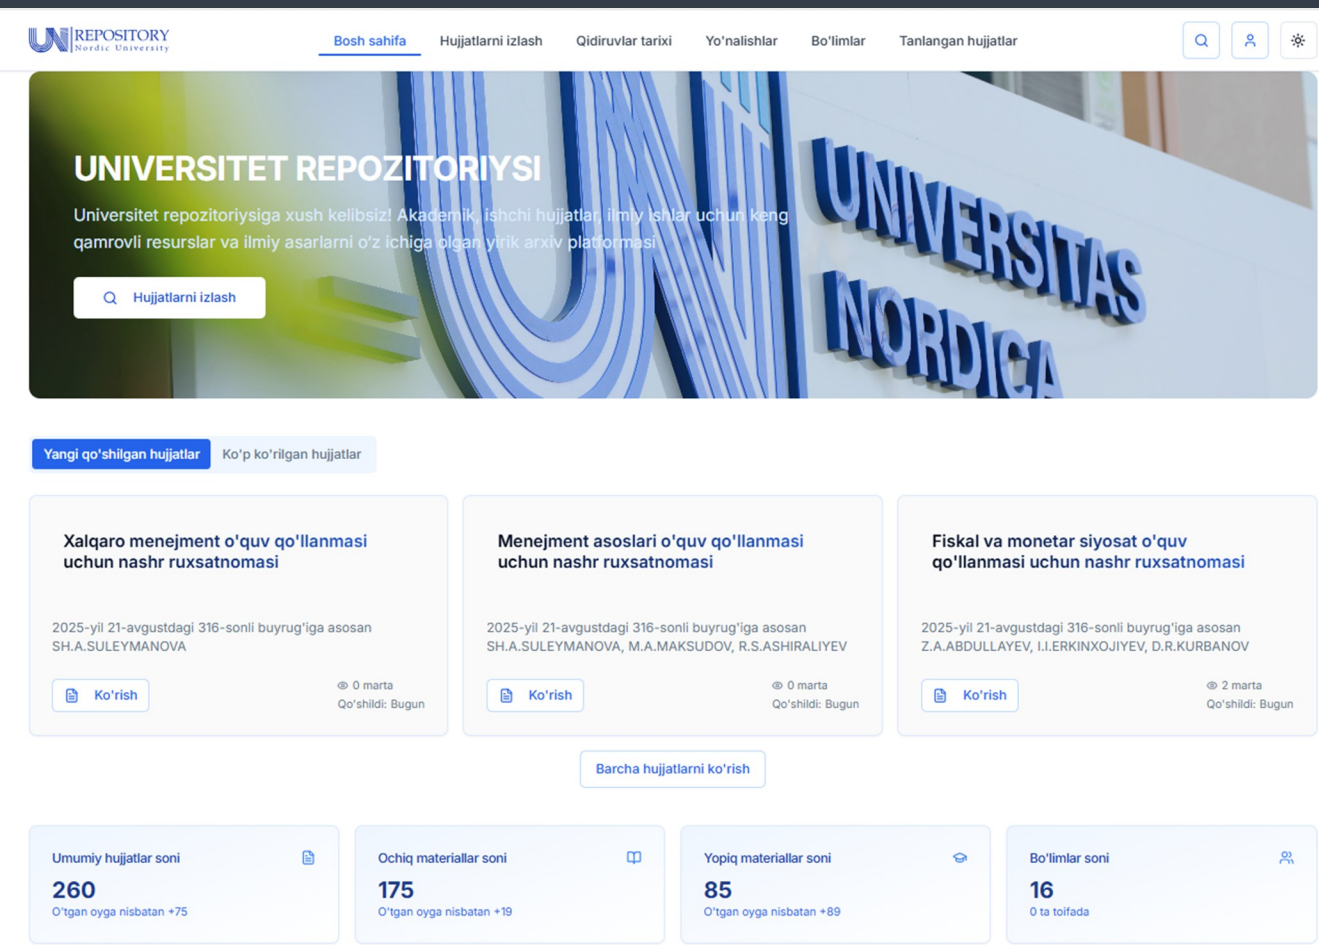 UNI REPOSITORY
Nordic University
Bosh sahifa
Hujjatlarni izlash
Qidiruvlar tarixi
Yo'nalishlar
Bo'limlar
Tanlangan hujjatlar
UNIVERSITET REPOZITORIYSI
Universitet repozitoriysiga xush kelibsiz! Akademik, ishchi hujjatlar, ilmiy ishlar uchun keng
qamrovli resurslar va ilmiy asarlarni o‘z ichiga olgan yirik arxiv platformasi
Hujjatlarni izlash
UNI
UNIVERSITAS
NORDICA
Yangi qo'shilgan hujjatlar
Ko'p ko'rilgan hujjatlar
Xalqaro menejment o'quv qo'llanmasi
uchun nashr ruxsatnomasi
2025-yil 21-avgustdagi 316-sonli buyrug'iga asosan
SH.A.SULEYMANOVA
Ko'rish
0 marta
Qo'shildi: Bugun
Menejment asoslari o'quv qo'llanmasi
uchun nashr ruxsatnomasi
2025-yil 21-avgustdagi 316-sonli buyrug'iga asosan
SH.A.SULEYMANOVA, M.A.MAKSUDOV, R.S.ASHIRALIYEV
Ko'rish
0 marta
Qo'shildi: Bugun
Fiskal va monetar siyosat o'quv
qo'llanmasi uchun nashr ruxsatnomasi
2025-yil 21-avgustdagi 316-sonli buyrug'iga asosan
Z.A.ABDULLAYEV, I.I.ERKINXOJIYEV, D.R.KURBANOV
Ko'rish
2 marta
Qo'shildi: Bugun
Barcha hujjatlarni ko'rish
Umumiy hujjatlar soni
260
O'tgan oyga nisbatan +75
Ochiq materiallar soni
175
O'tgan oyga nisbatan +19
Yopiq materiallar soni
85
O'tgan oyga nisbatan +89
Bo'limlar soni
16
0 ta toifada